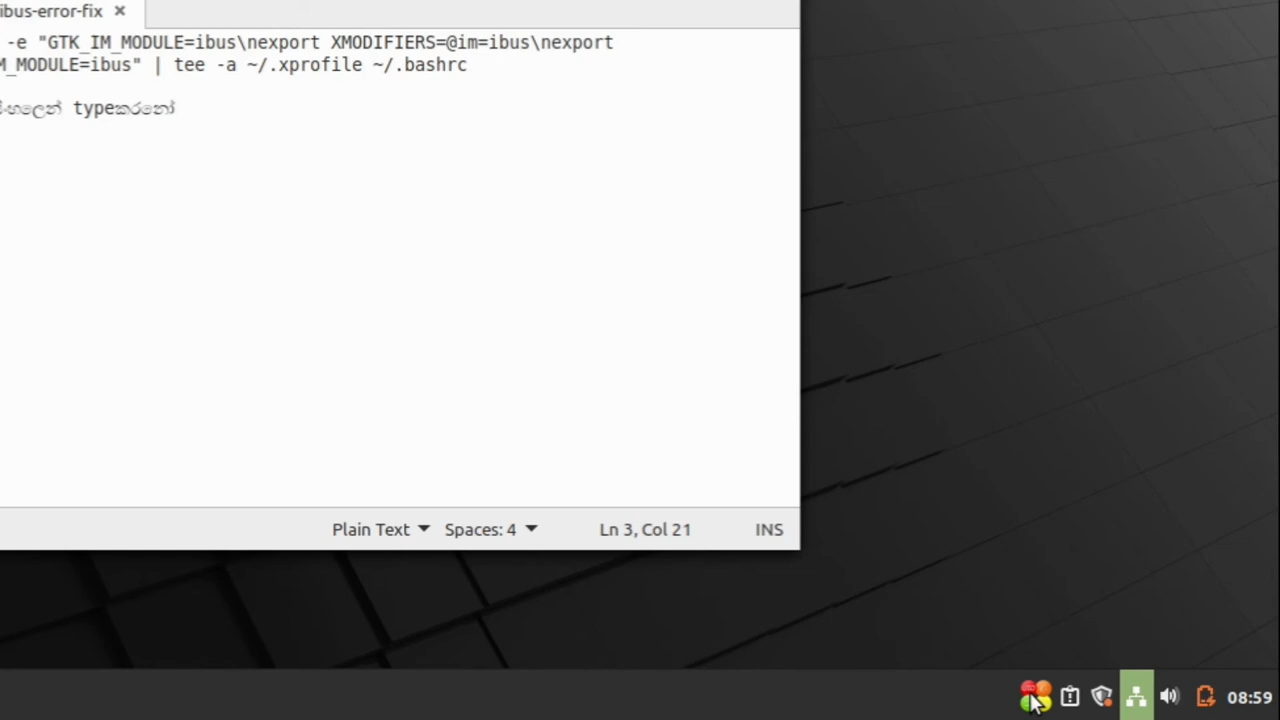 ibus-error-fix
-e "GTK_IM_MODULE=ibus\nexport XMODIFIERS=@im=ibus\nexport
M_MODULE=ibus" | tee -a ~/.xprofile ~/.bashrc
සිංහලෙන් typeකරනෝ
Plain Text Spaces: 4 Ln 3, Col 21 INS
08:59